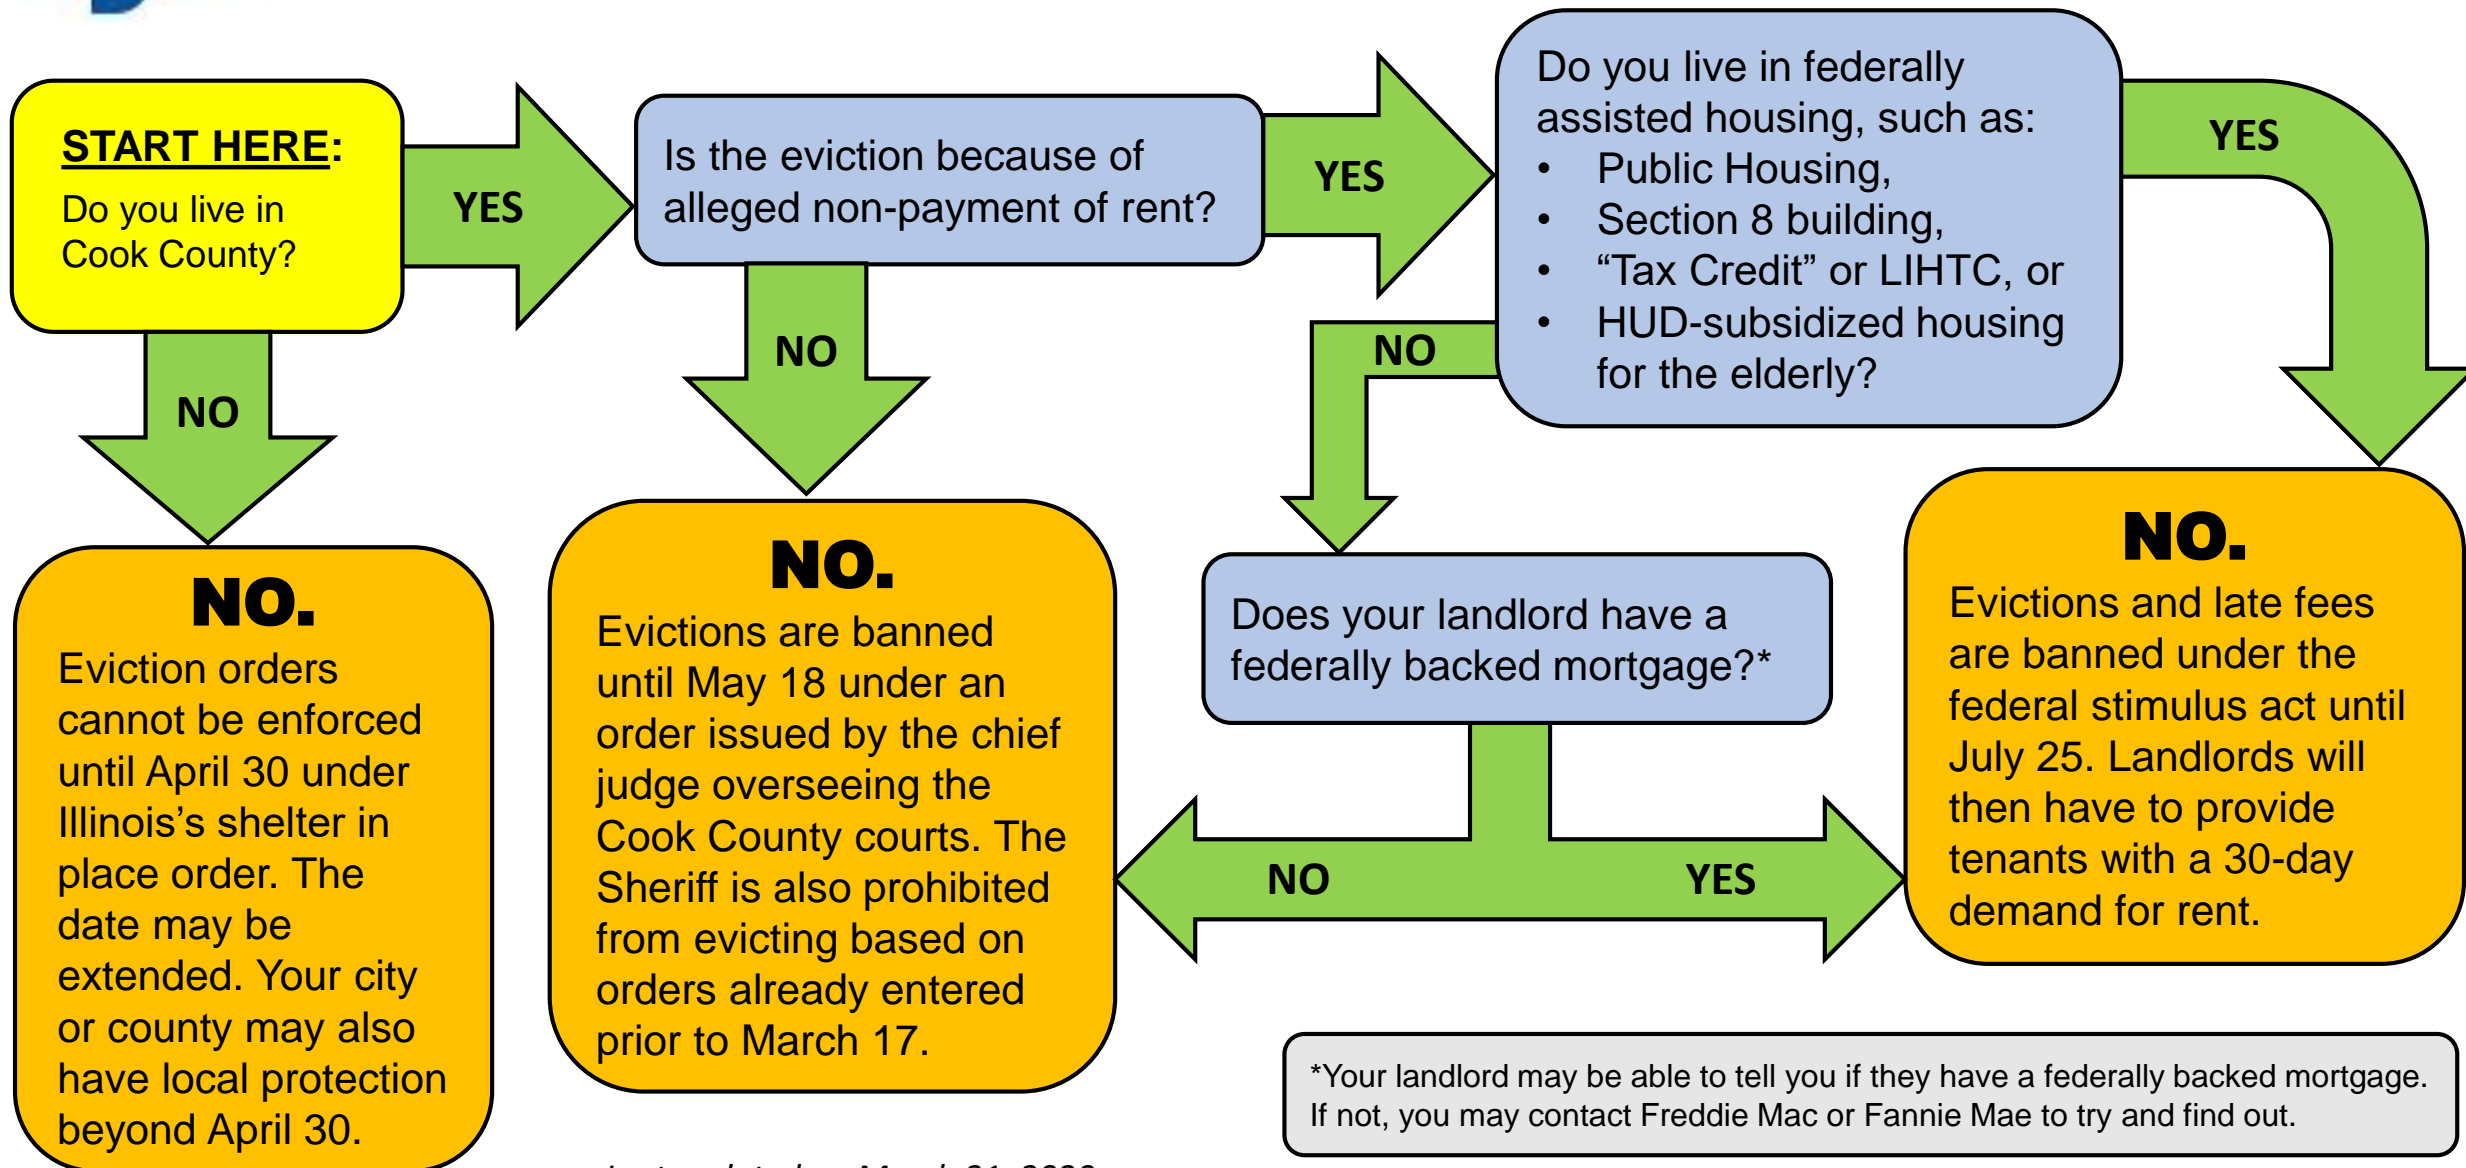 START HERE:
Do you live in
Cook County?
YES
NO
Is the eviction because of
alleged non-payment of rent?
YES
NO
Do you live in federally
assisted housing, such as:
• Public Housing,
• Section 8 building,
• “Tax Credit” or LIHTC, or
• HUD-subsidized housing
for the elderly?
YES
NO
NO.
Eviction orders
cannot be enforced
until April 30 under
Illinois’s shelter in
place order. The
date may be
extended. Your city
or county may also
have local protection
beyond April 30.
NO.
Evictions are banned
until May 18 under an
order issued by the chief
judge overseeing the
Cook County courts. The
Sheriff is also prohibited
from evicting based on
orders already entered
prior to March 17.
Does your landlord have a
federally backed mortgage?*
NO
YES
NO.
Evictions and late fees
are banned under the
federal stimulus act until
July 25. Landlords will
then have to provide
tenants with a 30-day
demand for rent.
*Your landlord may be able to tell you if they have a federally backed mortgage.
If not, you may contact Freddie Mac or Fannie Mae to try and find out.